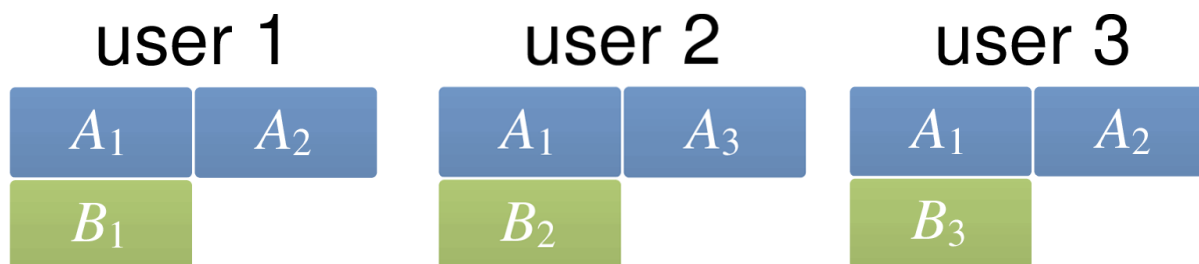 user 1 user 2 user 3
A1 A2 A1 A3 A1 A2
B1 B2 B3